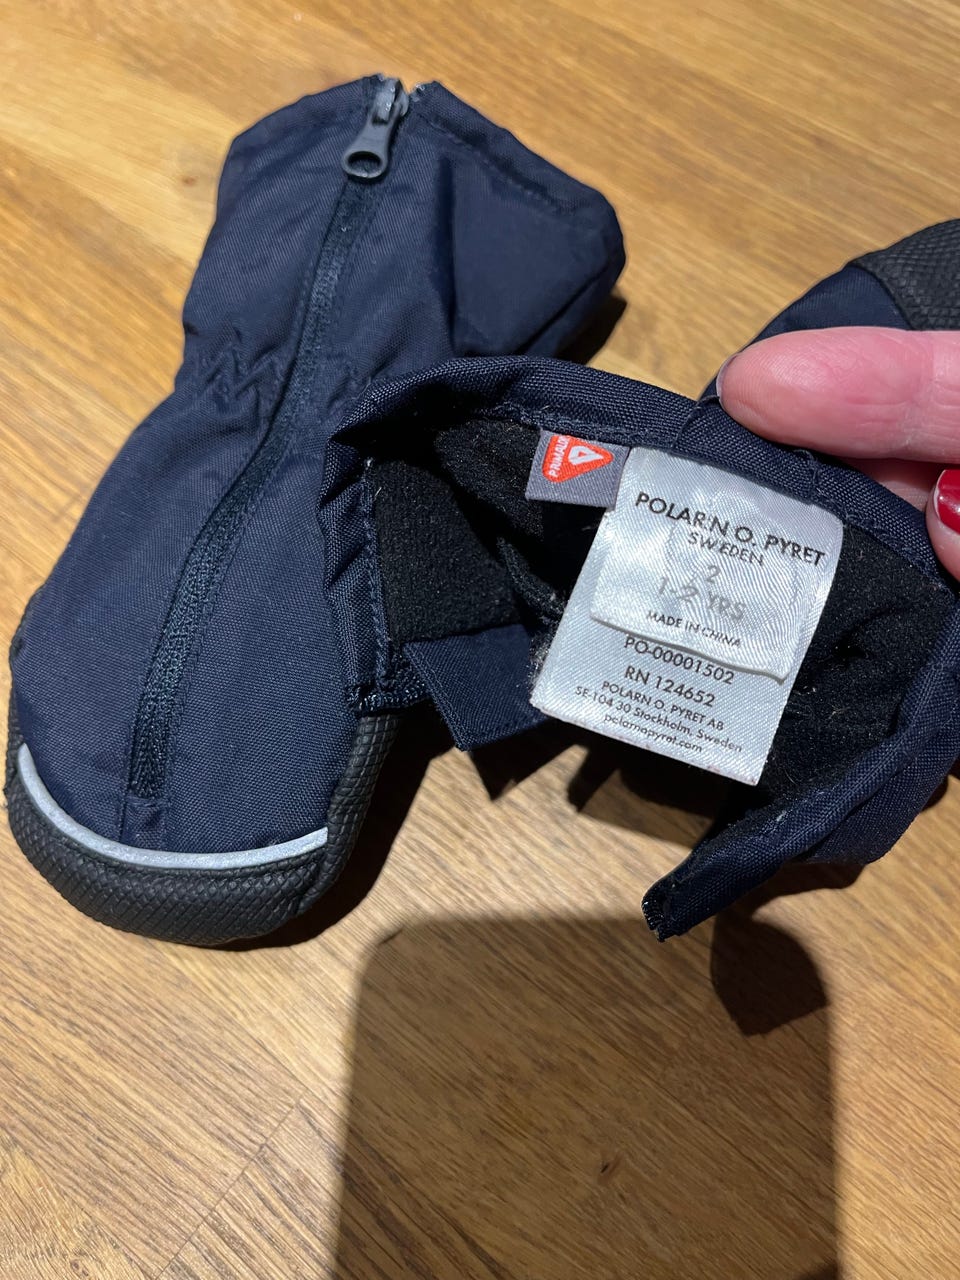 PRIMALOFT
POLARN O. PYRET
SWEDEN
2
1-2 YRS
MADE IN CHINA
PO-00001502
RN 124652
POLARN O. PYRET AB
SE-104 30 Stockholm, Sweden
polarnopyret.com